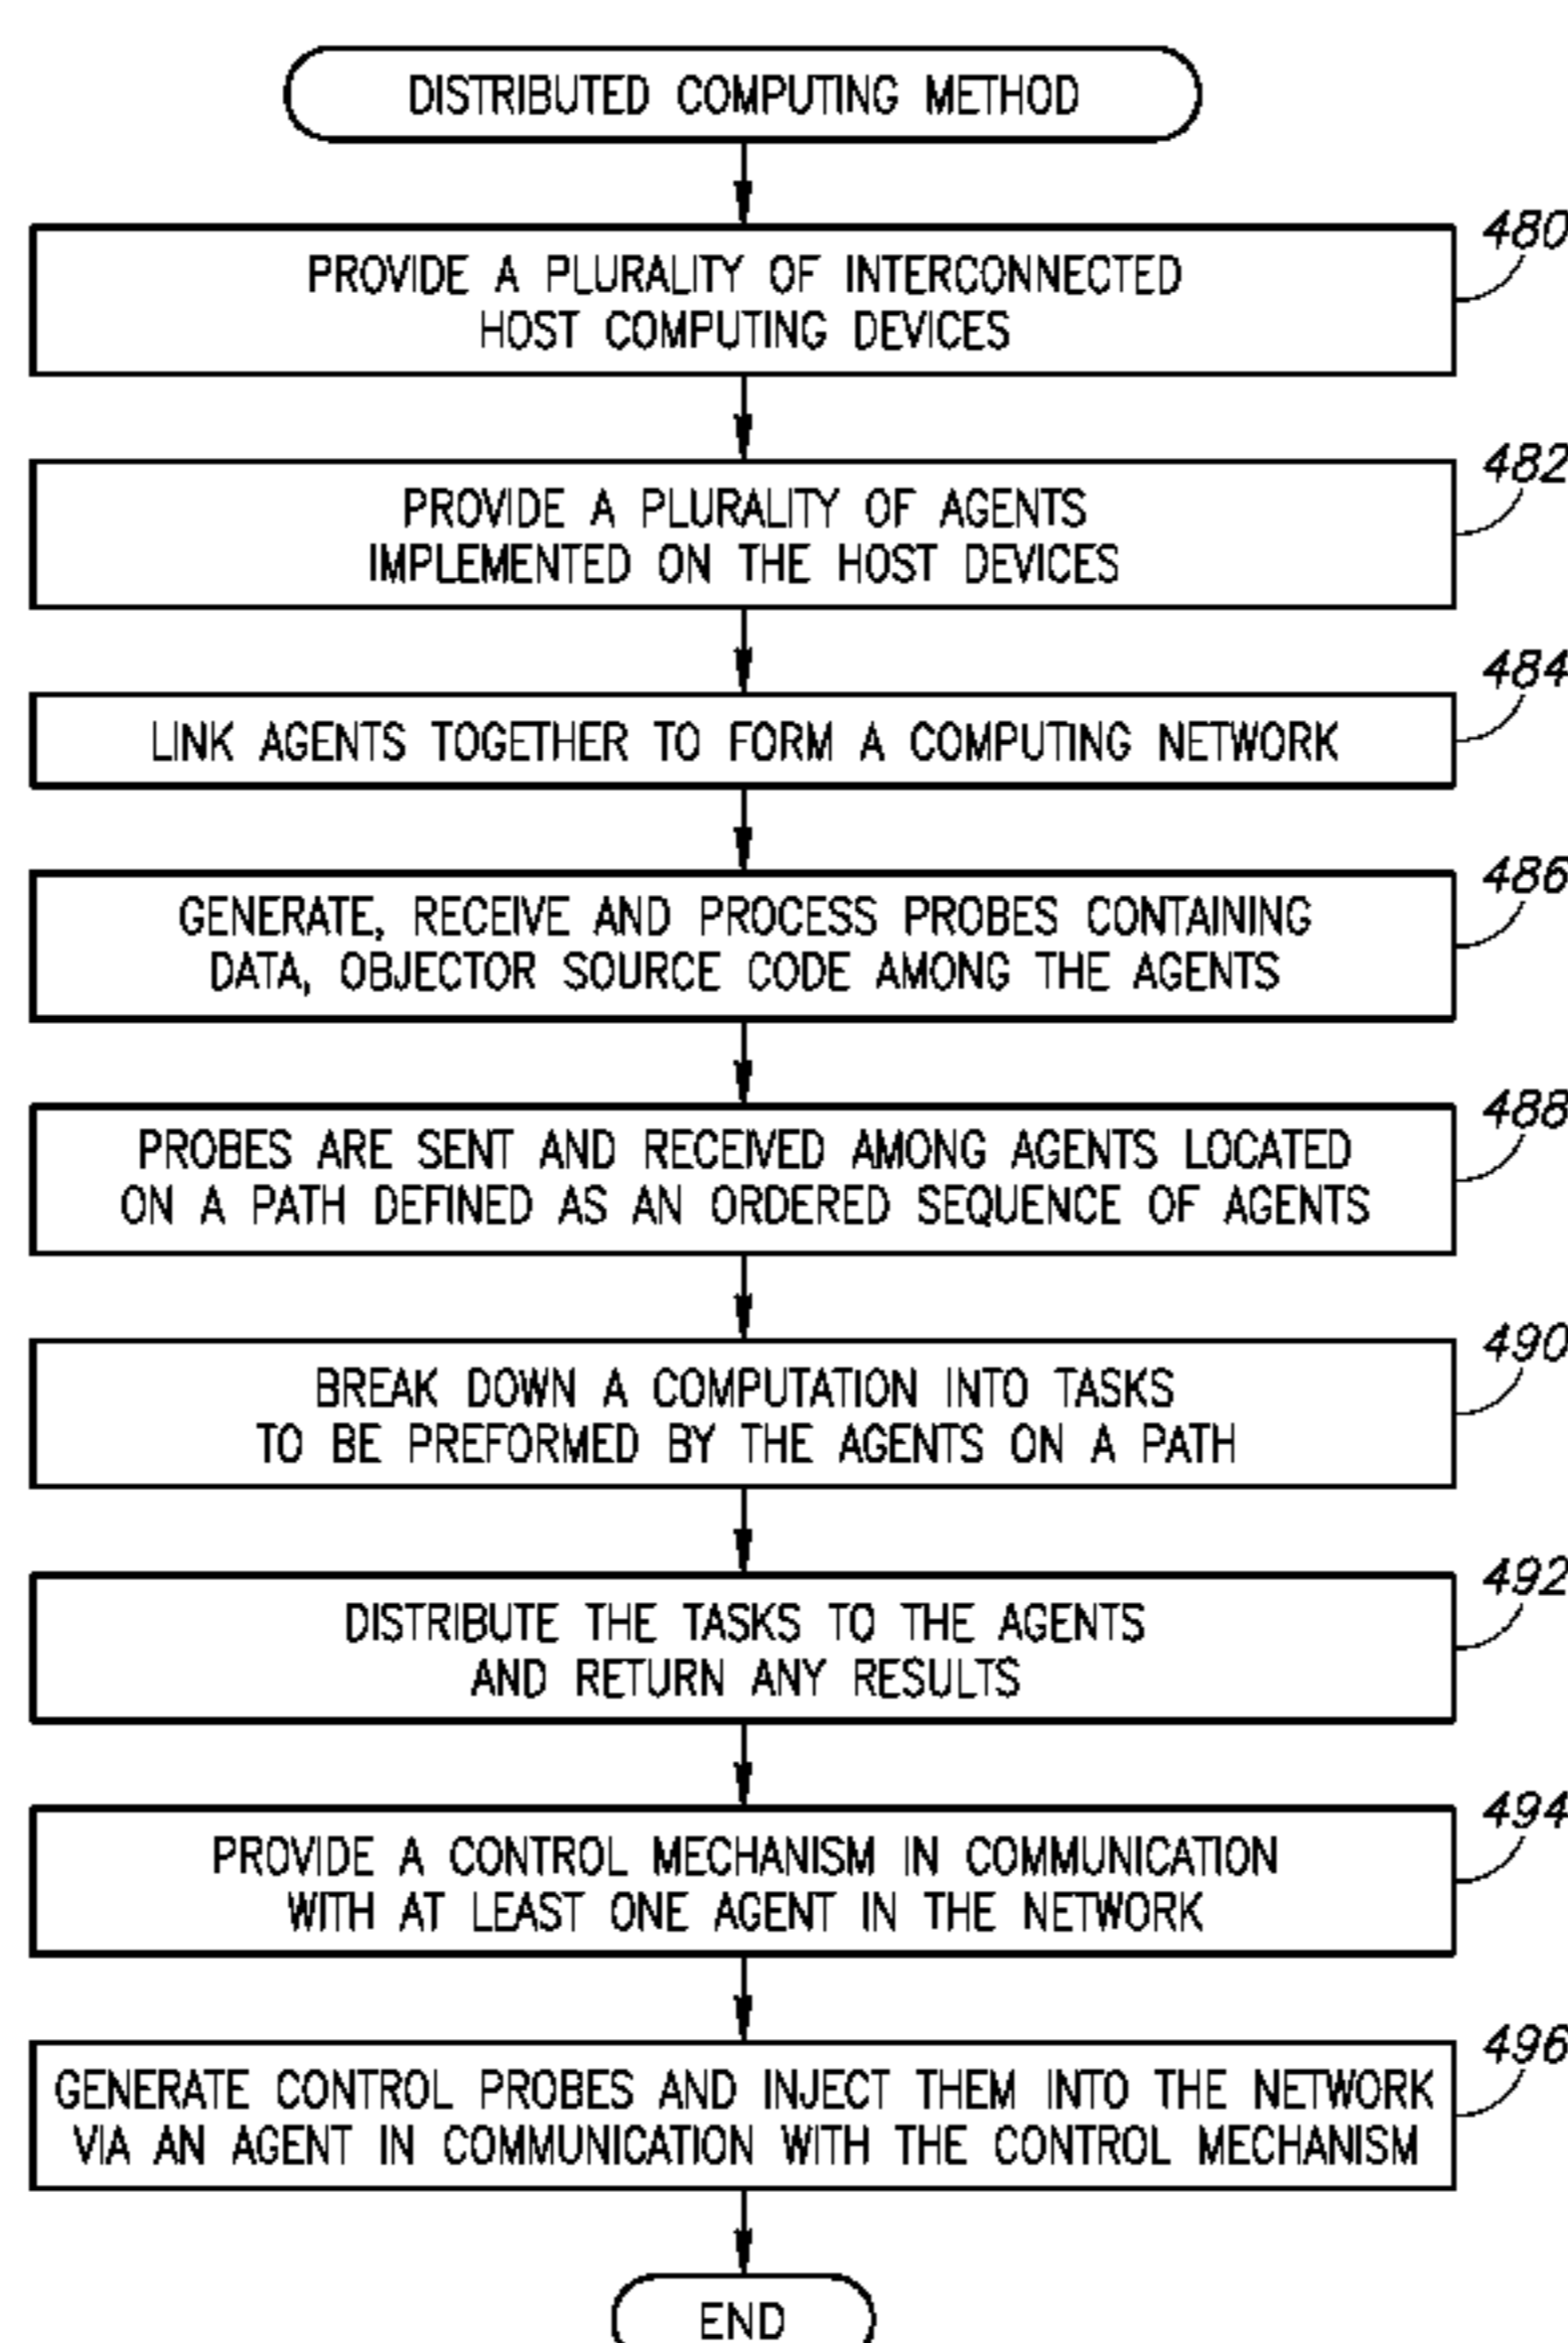 DISTRIBUTED COMPUTING METHOD
480
PROVIDE A PLURALITY OF INTERCONNECTED
HOST COMPUTING DEVICES
482
PROVIDE A PLURALITY OF AGENTS
IMPLEMENTED ON THE HOST DEVICES
484
LINK AGENTS TOGETHER TO FORM A COMPUTING NETWORK
486
GENERATE, RECEIVE AND PROCESS PROBES CONTAINING
DATA, OBJECTOR SOURCE CODE AMONG THE AGENTS
488
PROBES ARE SENT AND RECEIVED AMONG AGENTS LOCATED
ON A PATH DEFINED AS AN ORDERED SEQUENCE OF AGENTS
490
BREAK DOWN A COMPUTATION INTO TASKS
TO BE PREFORMED BY THE AGENTS ON A PATH
492
DISTRIBUTE THE TASKS TO THE AGENTS
AND RETURN ANY RESULTS
494
PROVIDE A CONTROL MECHANISM IN COMMUNICATION
WITH AT LEAST ONE AGENT IN THE NETWORK
496
GENERATE CONTROL PROBES AND INJECT THEM INTO THE NETWORK
VIA AN AGENT IN COMMUNICATION WITH THE CONTROL MECHANISM
END